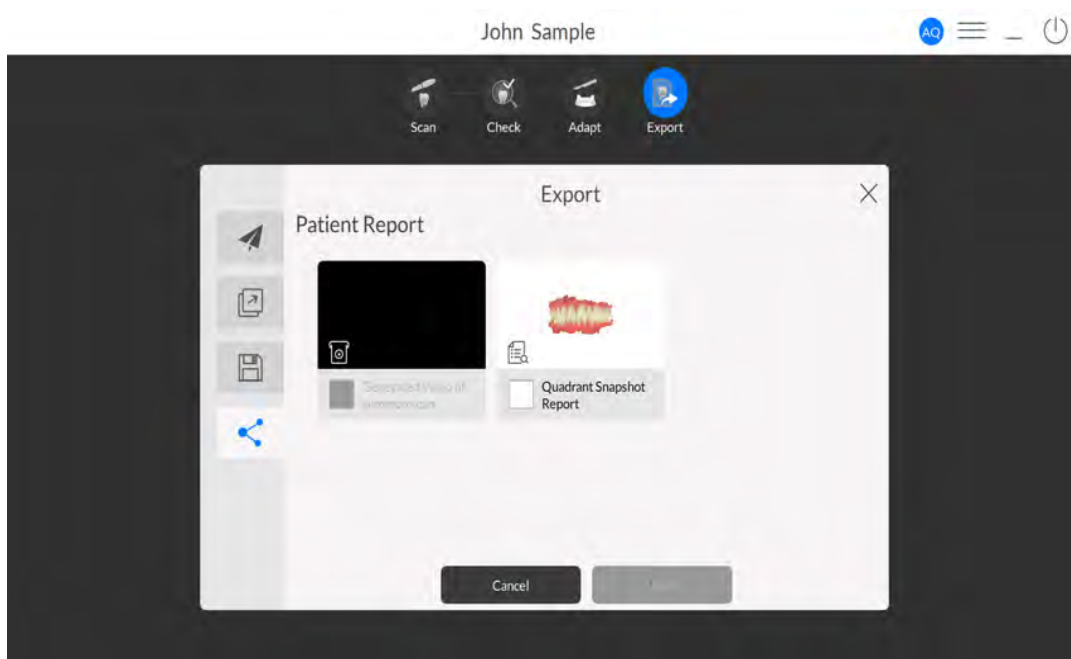 John Sample
AQ
Scan
Check
Adapt
Export
Export
Patient Report
Quadrant Snapshot
Report
Cancel